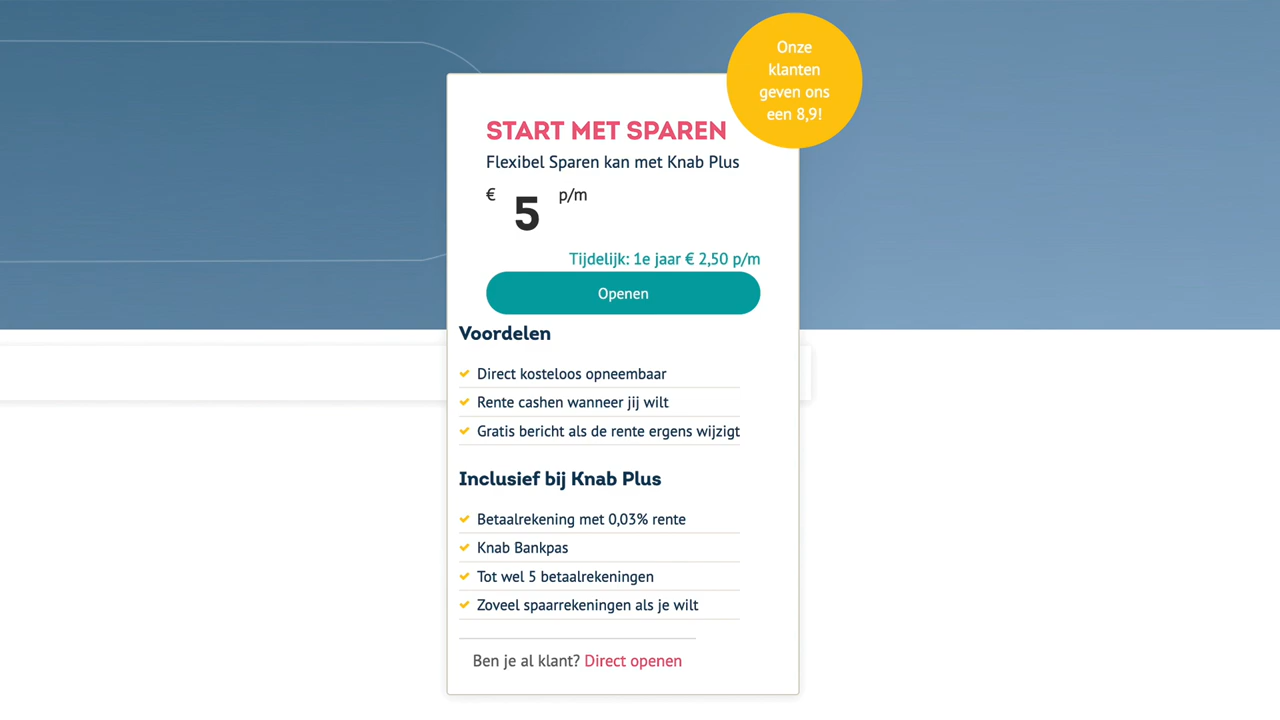 Onze
klanten
geven ons
een 8,9!
START MET SPAREN
Flexibel Sparen kan met Knab Plus
€ 5 p/m
Tijdelijk: 1e jaar € 2,50 p/m
Openen
Voordelen
Direct kosteloos opneembaar
Rente cashen wanneer jij wilt
Gratis bericht als de rente ergens wijzigt
Inclusief bij Knab Plus
Betaalrekening met 0,03% rente
Knab Bankpas
Tot wel 5 betaalrekeningen
Zoveel spaarrekeningen als je wilt
Ben je al klant? Direct openen